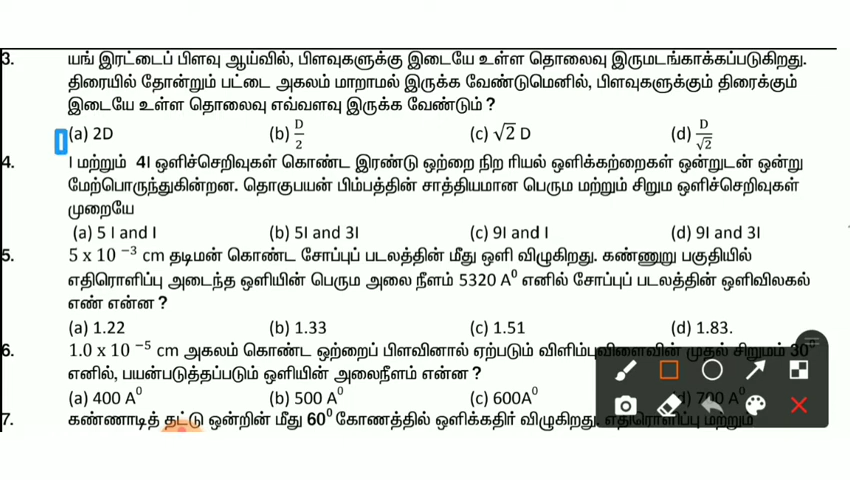 3. யங் இரட்டைப் பிளவு ஆய்வில், பிளவுகளுக்கு இடையே உள்ள தொலைவு இருமடங்காக்கப்படுகிறது.
திரையில் தோன்றும் பட்டை அகலம் மாறாமல் இருக்க வேண்டுமெனில், பிளவுகளுக்கும் திரைக்கும்
இடையே உள்ள தொலைவு எவ்வளவு இருக்க வேண்டும் ?
(a) 2D (b) D/2 (c) √2 D (d) D/√2
4. I மற்றும் 4I ஒளிச்செறிவுகள் கொண்ட இரண்டு ஒற்றை நிற ரியல் ஒளிக்கற்றைகள் ஒன்றுடன் ஒன்று
மேற்பொருந்துகின்றன. தொகுபயன் பிம்பத்தின் சாத்தியமான பெரும மற்றும் சிறும ஒளிச்செறிவுகள்
முறையே
(a) 5 I and I (b) 5I and 3I (c) 9I and I (d) 9I and 3I
5. 5 x 10 ⁻³ cm தடிமன் கொண்ட சோப்புப் படலத்தின் மீது ஒளி விழுகிறது. கண்ணுறு பகுதியில்
எதிரொளிப்பு அடைந்த ஒளியின் பெரும அலை நீளம் 5320 A⁰ எனில் சோப்புப் படலத்தின் ஒளிவிலகல்
எண் என்ன ?
(a) 1.22 (b) 1.33 (c) 1.51 (d) 1.83.
6. 1.0 x 10 ⁻⁵ cm அகலம் கொண்ட ஒற்றைப் பிளவினால் ஏற்படும் விளிம்புவிளைவின் முதல் சிறுமம் 30⁰
எனில், பயன்படுத்தப்படும் ஒளியின் அலைநீளம் என்ன ?
(a) 400 A⁰ (b) 500 A⁰ (c) 600A⁰ (d) 700 A⁰
7. கண்ணாடித் தட்டு ஒன்றின் மீது 60⁰ கோணத்தில் ஒளிக்கதிர் விழுகிறது. எதிரொளிப்பு மற்றும்